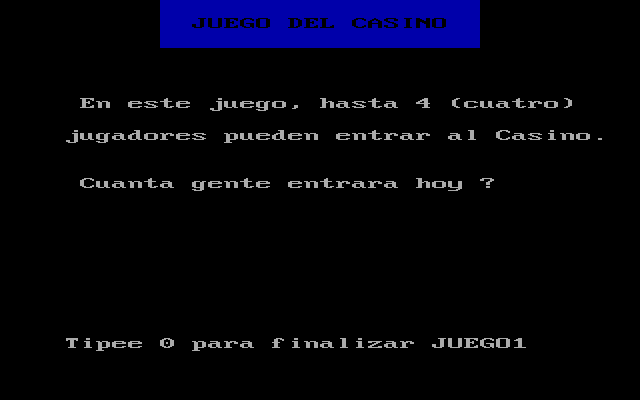 JUEGO DEL CASINO
En este juego, hasta 4 (cuatro)
jugadores pueden entrar al Casino.
Cuanta gente entrara hoy ?
Tipee 0 para finalizar JUEGO1